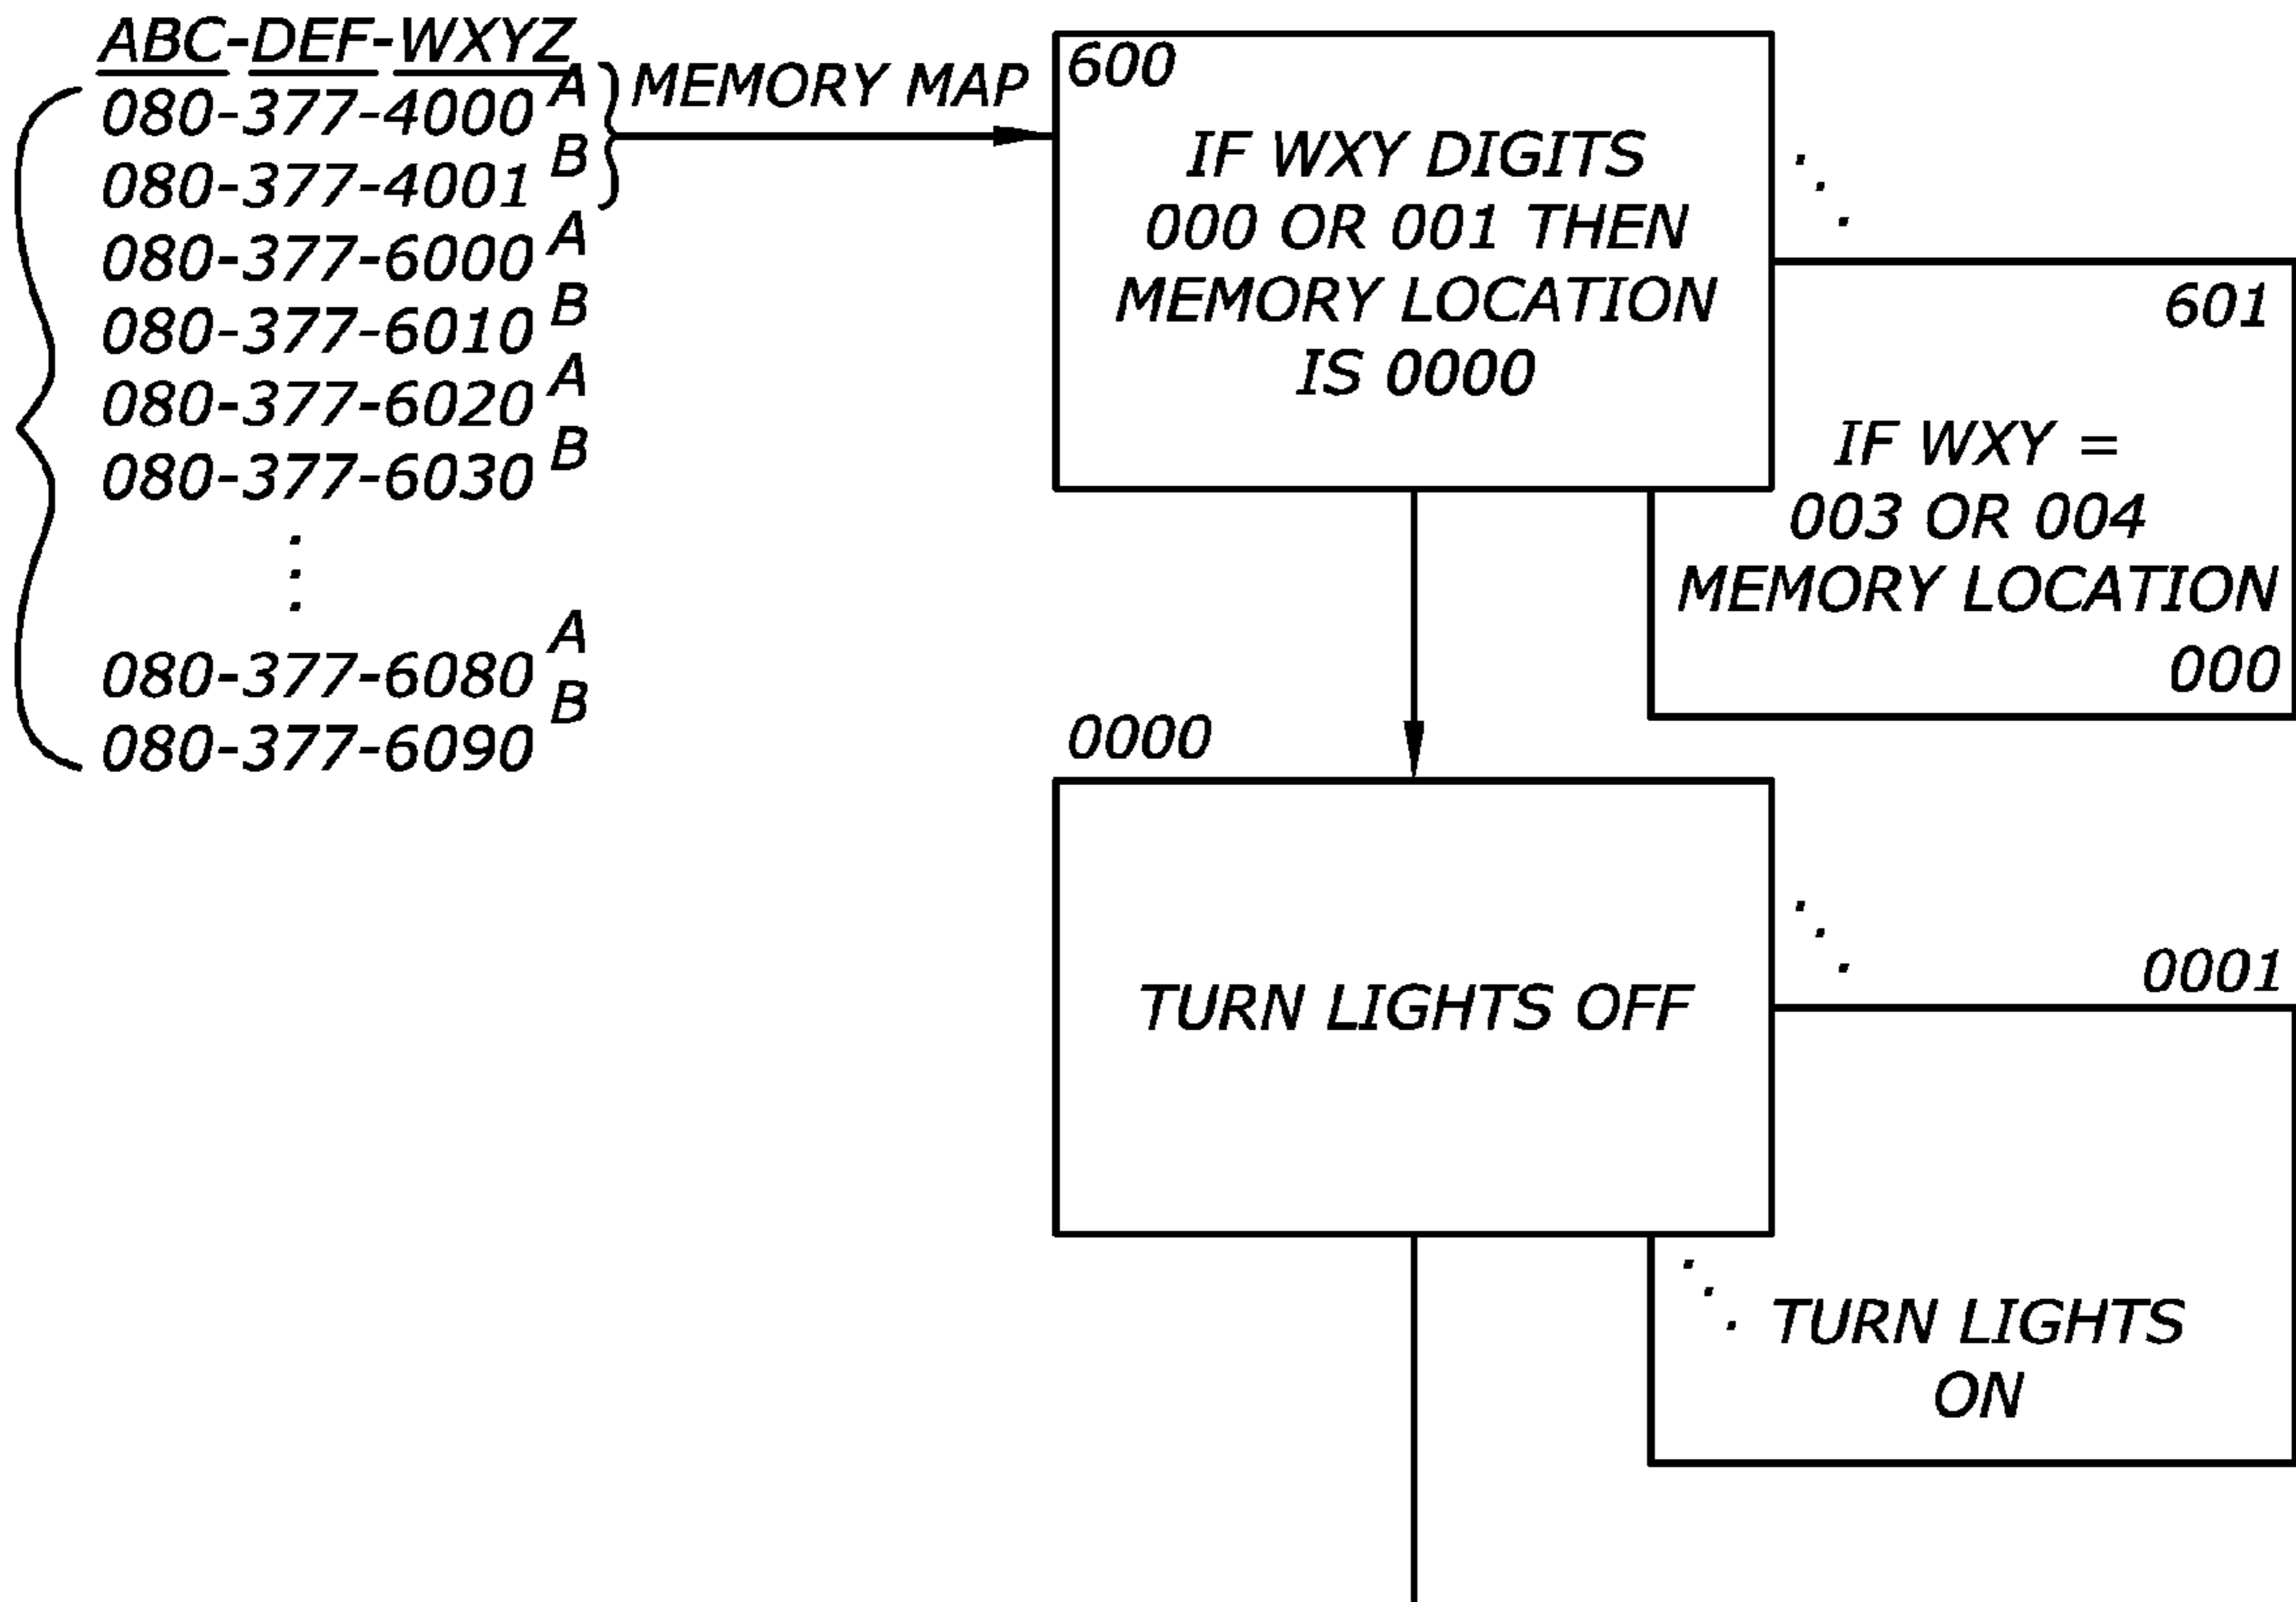 ABC-DEF-WXYZ
080-377-4000 A
080-377-4001 B
080-377-6000 A
080-377-6010 B
080-377-6020 A
080-377-6030 B
080-377-6080 A
080-377-6090 B
MEMORY MAP
600
IF WXY DIGITS
000 OR 001 THEN
MEMORY LOCATION
IS 0000
601
IF WXY =
003 OR 004
MEMORY LOCATION
000
0000
TURN LIGHTS OFF
0001
TURN LIGHTS
ON